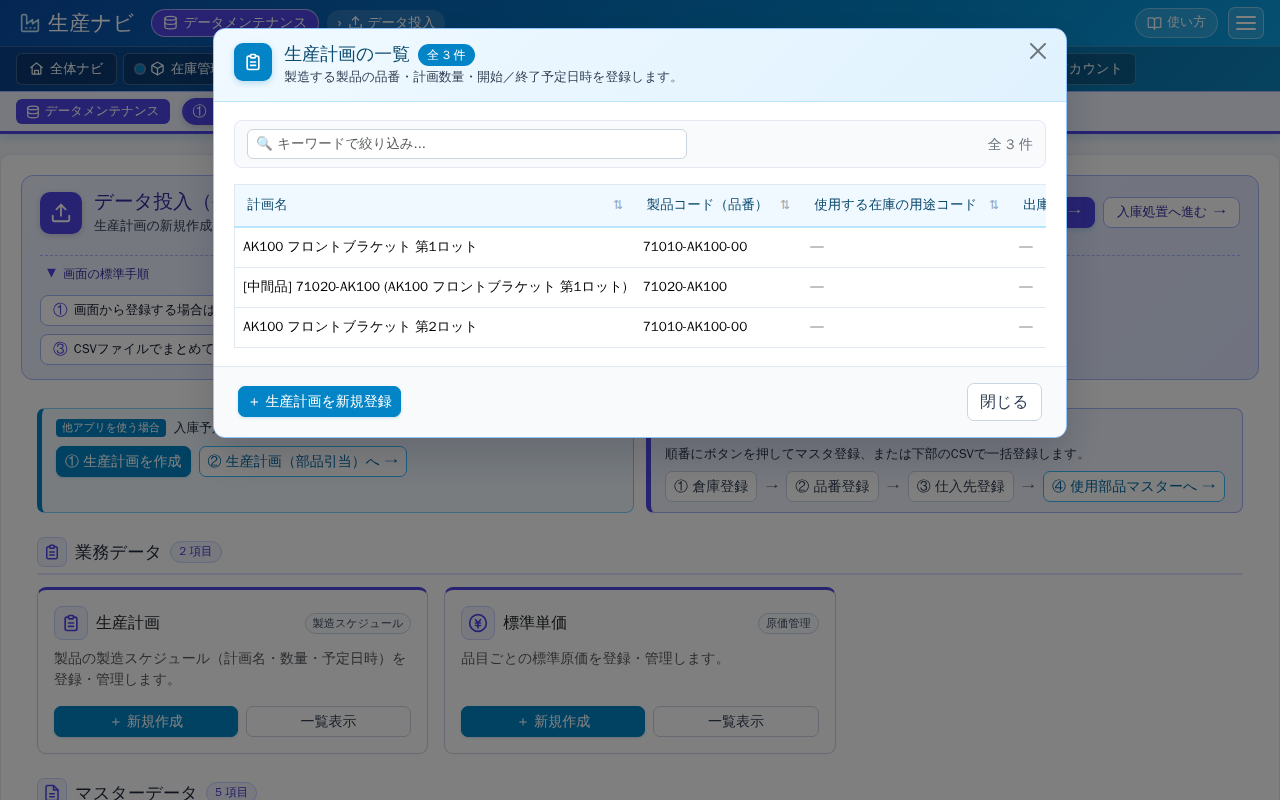 生産ナビ
データメンテナンス
› データ投入
使い方
全体ナビ
在庫管
カウント
データメンテナンス
①
生産計画の一覧
全 3 件
製造する製品の品番・計画数量・開始／終了予定日時を登録します。
🔍 キーワードで絞り込み...
全 3 件
計画名 ⇅ 製品コード（品番） ⇅ 使用する在庫の用途コード ⇅ 出庫
AK100 フロントブラケット 第1ロット 71010-AK100-00 — —
[中間品] 71020-AK100 (AK100 フロントブラケット 第1ロット) 71020-AK100 — —
AK100 フロントブラケット 第2ロット 71010-AK100-00 — —
＋ 生産計画を新規登録
閉じる
データ投入（
生産計画の新規作成
→
入庫処置へ進む →
▼ 画面の標準手順
① 画面から登録する場合は
③ CSVファイルでまとめて
他アプリを使う場合
入庫予
① 生産計画を作成
② 生産計画（部品引当）へ →
順番にボタンを押してマスタ登録、または下部のCSVで一括登録します。
① 倉庫登録 → ② 品番登録 → ③ 仕入先登録 → ④ 使用部品マスターへ →
業務データ
2 項目
生産計画
製造スケジュール
製品の製造スケジュール（計画名・数量・予定日時）を
登録・管理します。
＋ 新規作成
一覧表示
標準単価
原価管理
品目ごとの標準原価を登録・管理します。
＋ 新規作成
一覧表示
マスターデータ
5 項目